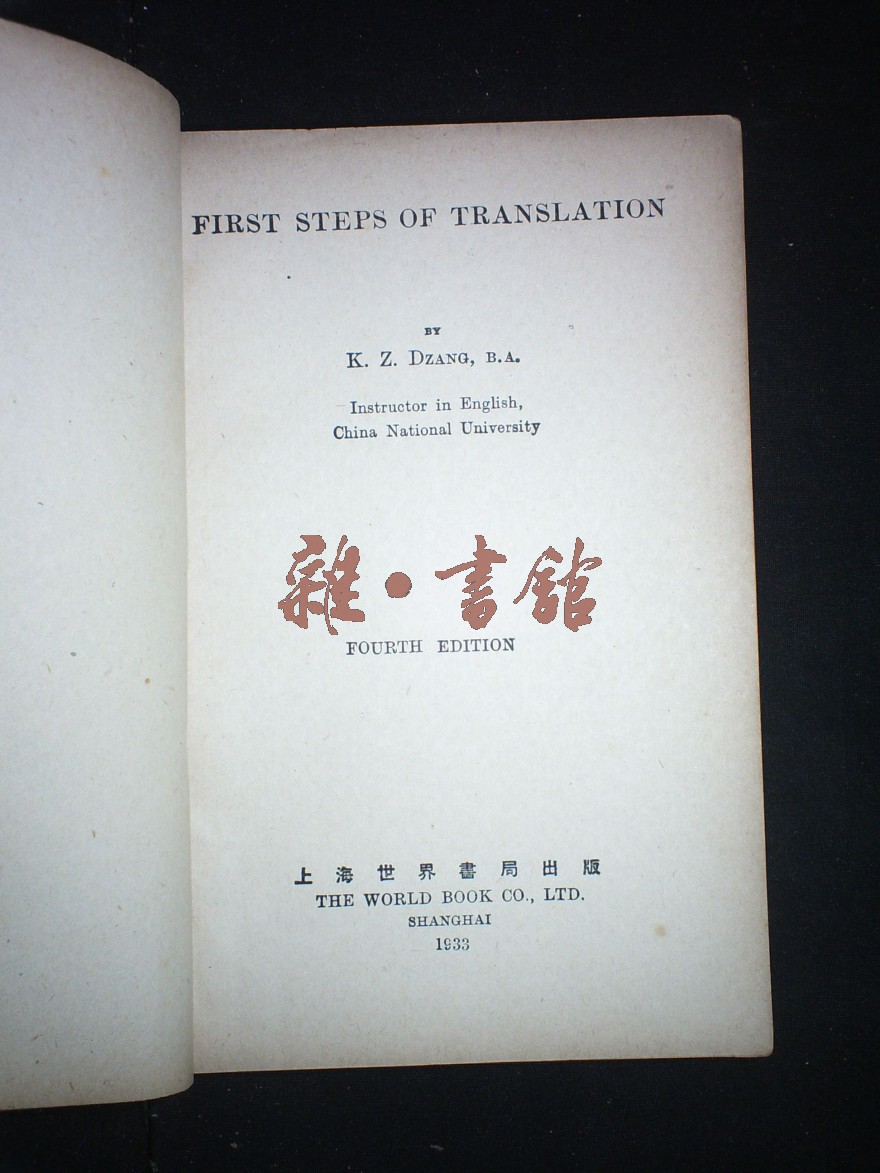 FIRST STEPS OF TRANSLATION
BY
K. Z. DZANG, B.A.
Instructor in English,
China National University
雜•書館
FOURTH EDITION
上海世界書局出版
THE WORLD BOOK CO., LTD.
SHANGHAI
1933